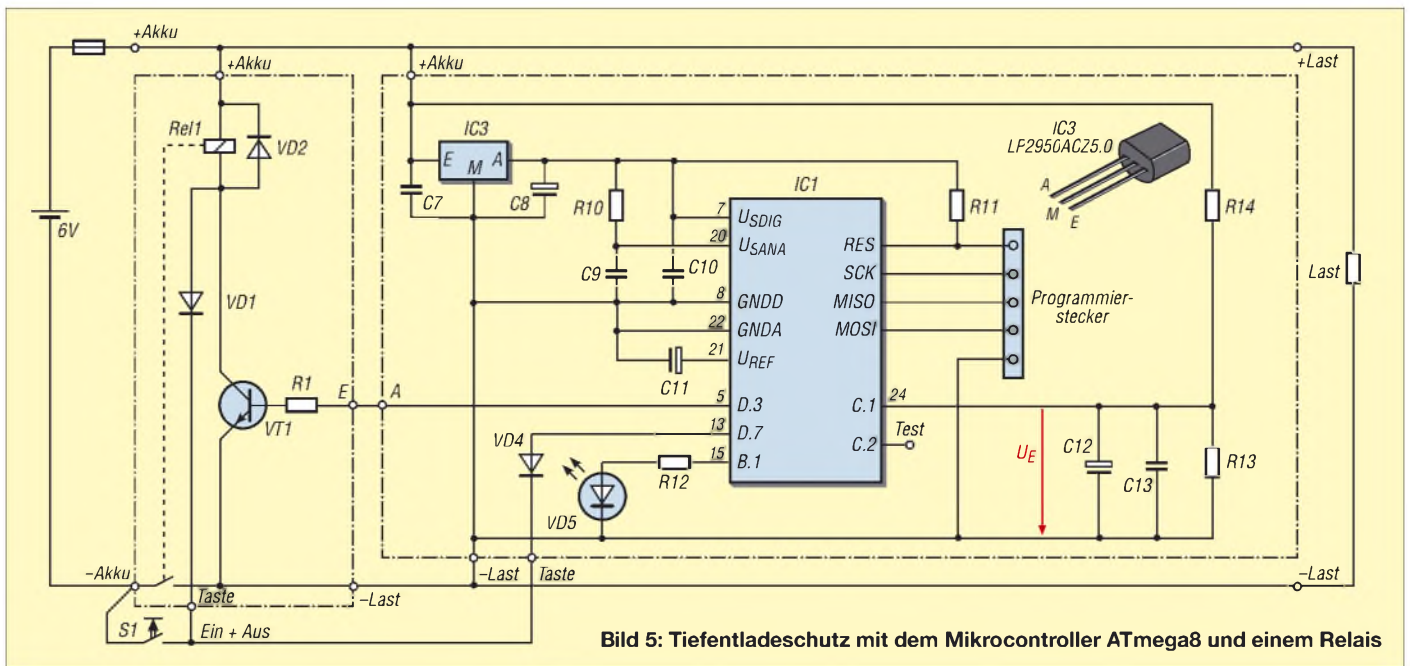 +Akku
+Akku
+Akku
+Last
Rel1
VD2
IC3
E M A
C7
C8
R10
IC1
7 USDIG
20 USANA
C9
C10
8 GNDD
22 GNDA
21 UREF
C11
5 D.3
13 D.7
15 B.1
RES
SCK
MISO
MOSI
C.1 24
C.2
Test
R11
IC3
LP2950ACZ5.0
A
M
E
R14
Programmier-
stecker
Last
6V
VD1
R1
E
A
VT1
VD4
R12
VD5
UE
C12
C13
R13
–Akku
Taste
–Last
–Last
Taste
–Last
S1
Ein + Aus
Bild 5: Tiefentladeschutz mit dem Mikrocontroller ATmega8 und einem Relais